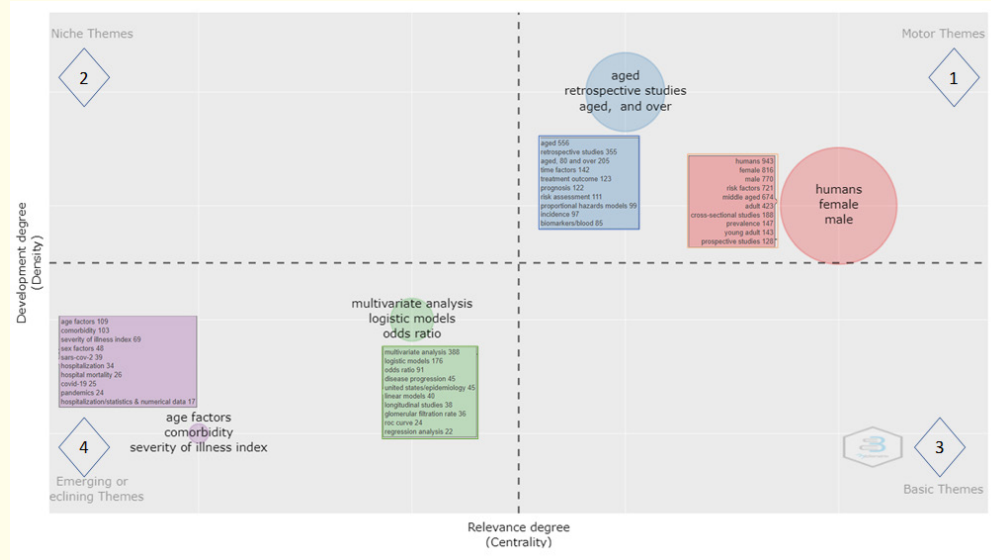 Niche Themes
Motor Themes
2
1
aged
retrospective studies
aged, and over
aged 556
retrospective studies 355
aged, 80 and over 205
time factors 142
treatment outcome 123
prognosis 122
risk assessment 111
proportional hazards models 99
incidence 97
biomarkers/blood 85
humans 943
female 816
male 770
risk factors 721
middle aged 674
adult 423
cross-sectional studies 188
prevalence 147
young adult 143
prospective studies 128
humans
female
male
Development degree
(Density)
multivariate analysis
logistic models
odds ratio
multivariate analysis 388
logistic models 176
odds ratio 91
disease progression 45
united states/epidemiology 45
linear models 40
longitudinal studies 38
glomerular filtration rate 36
roc curve 24
regression analysis 22
age factors 109
comorbidity 103
severity of illness index 69
sex factors 48
sars-cov-2 39
hospitalization 34
hospital mortality 26
covid-19 25
pandemics 24
hospitalization/statistics & numerical data 17
age factors
comorbidity
severity of illness index
4
3
Emerging or
eclining Themes
Basic Themes
Relevance degree
(Centrality)